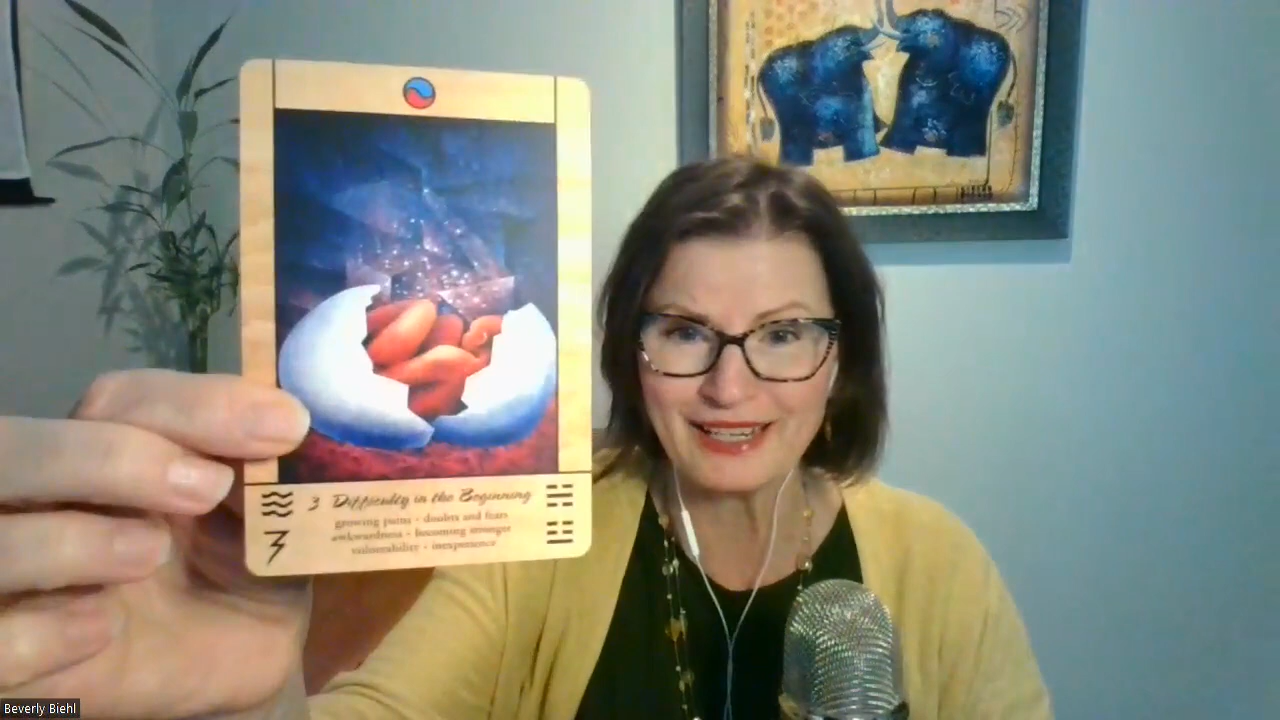 3 Difficulty in the Beginning
growing pains - doubts and fears
awkwardness - becoming stronger
vulnerability - inexperience
Beverly Biehl